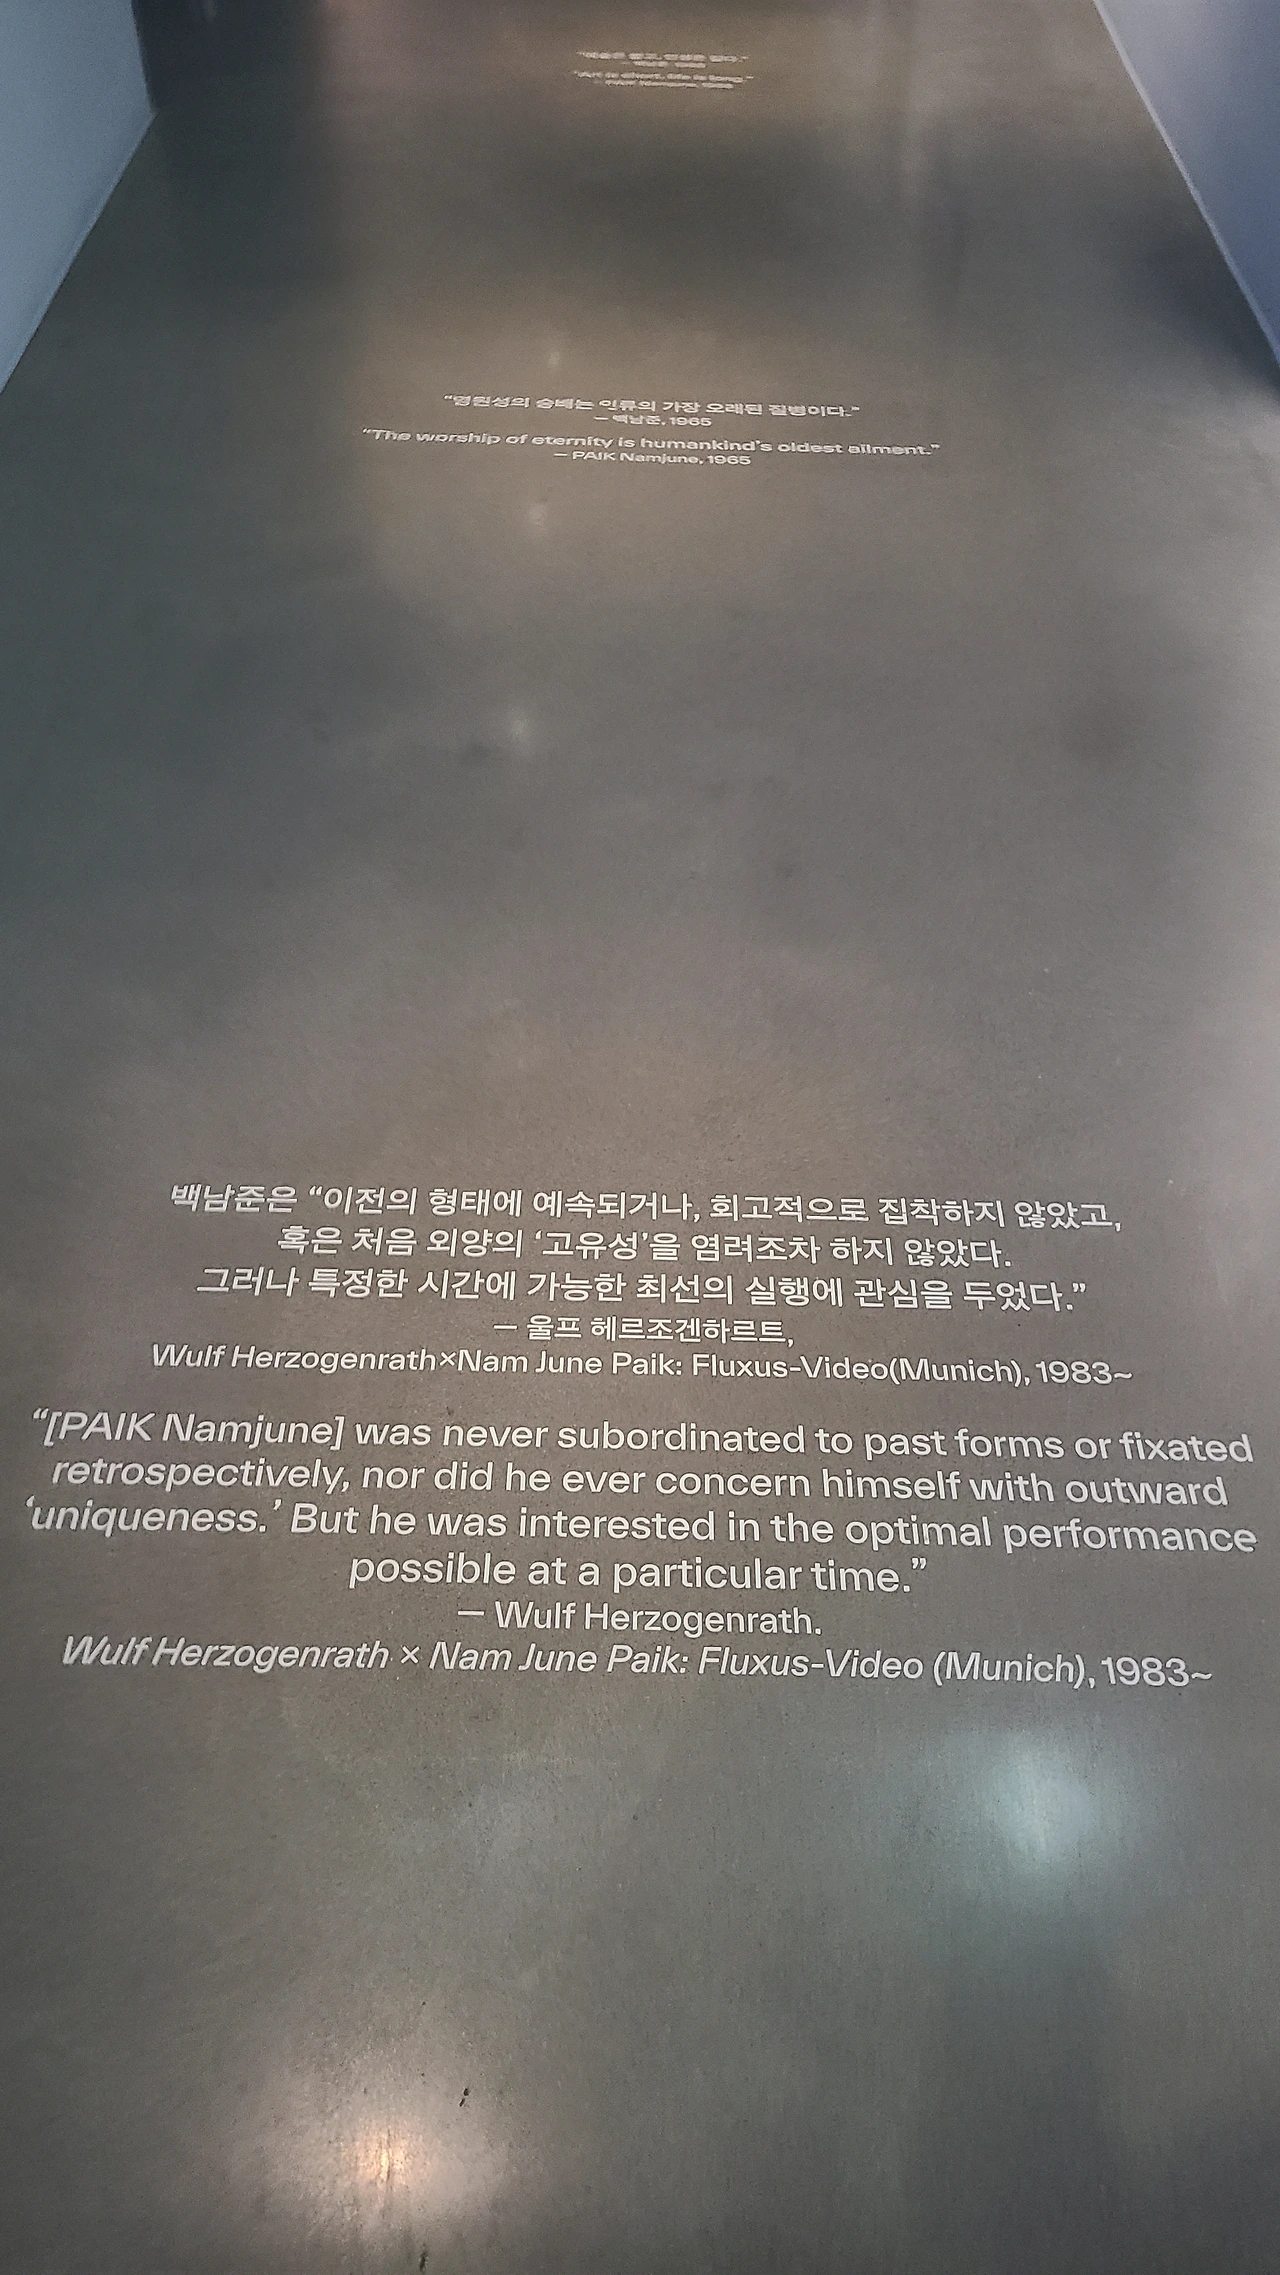 “영원성의 숭배는 인류의 가장 오래된 질병이다.”
— 백남준, 1965
“The worship of eternity is humankind’s oldest ailment.”
— PAIK Namjune, 1965
백남준은 “이전의 형태에 예속되거나, 회고적으로 집착하지 않았고,
혹은 처음 외양의 ‘고유성’을 염려조차 하지 않았다.
그러나 특정한 시간에 가능한 최선의 실행에 관심을 두었다.”
— 울프 헤르조겐하르트,
Wulf Herzogenrath×Nam June Paik: Fluxus-Video(Munich), 1983~
“[PAIK Namjune] was never subordinated to past forms or fixated
retrospectively, nor did he ever concern himself with outward
‘uniqueness.’ But he was interested in the optimal performance
possible at a particular time.”
— Wulf Herzogenrath.
Wulf Herzogenrath × Nam June Paik: Fluxus-Video (Munich), 1983~